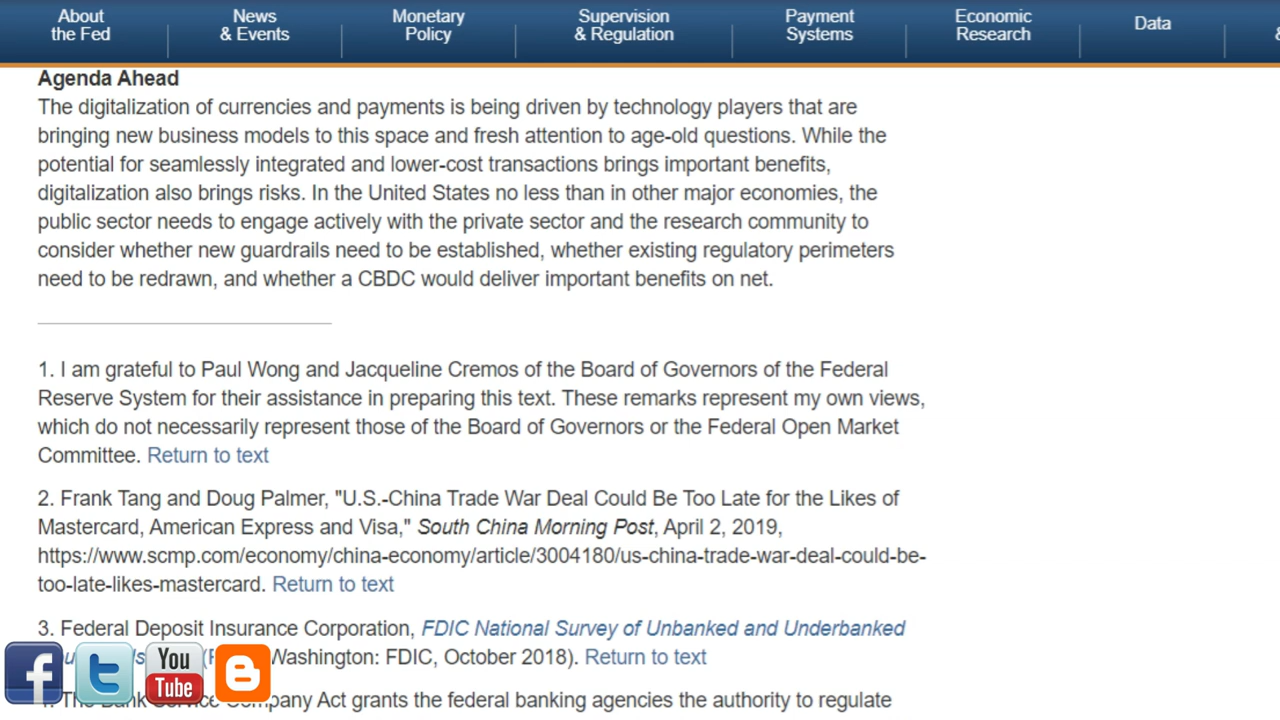 About
the Fed
News
& Events
Monetary
Policy
Supervision
& Regulation
Payment
Systems
Economic
Research
Data
&
Agenda Ahead
The digitalization of currencies and payments is being driven by technology players that are
bringing new business models to this space and fresh attention to age-old questions. While the
potential for seamlessly integrated and lower-cost transactions brings important benefits,
digitalization also brings risks. In the United States no less than in other major economies, the
public sector needs to engage actively with the private sector and the research community to
consider whether new guardrails need to be established, whether existing regulatory perimeters
need to be redrawn, and whether a CBDC would deliver important benefits on net.
1. I am grateful to Paul Wong and Jacqueline Cremos of the Board of Governors of the Federal
Reserve System for their assistance in preparing this text. These remarks represent my own views,
which do not necessarily represent those of the Board of Governors or the Federal Open Market
Committee. Return to text
2. Frank Tang and Doug Palmer, "U.S.-China Trade War Deal Could Be Too Late for the Likes of
Mastercard, American Express and Visa," South China Morning Post, April 2, 2019,
https://www.scmp.com/economy/china-economy/article/3004180/us-china-trade-war-deal-could-be-
too-late-likes-mastercard. Return to text
3. Federal Deposit Insurance Corporation, FDIC National Survey of Unbanked and Underbanked
Washington: FDIC, October 2018). Return to text
4. The Bank Service Company Act grants the federal banking agencies the authority to regulate
f
t
You
Tube
B